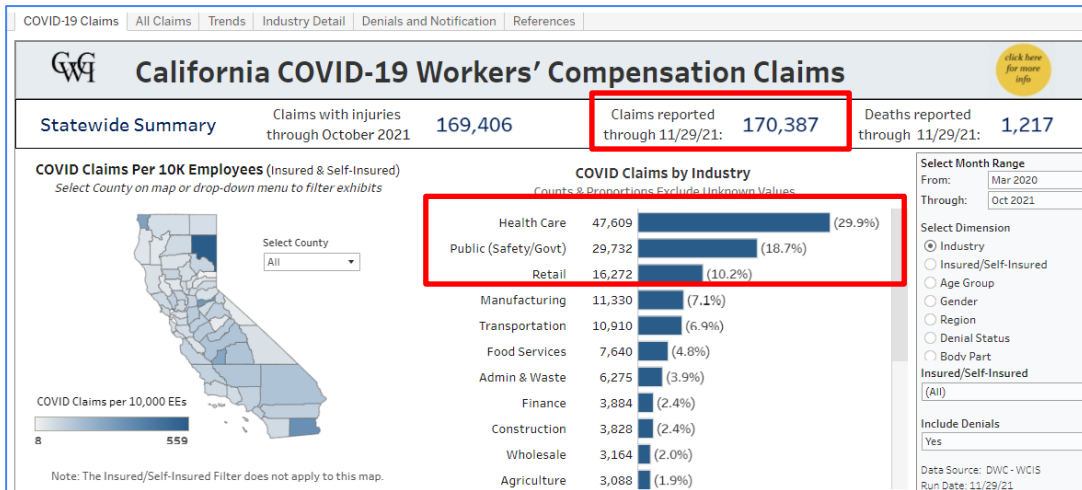 COVID-19 Claims All Claims Trends Industry Detail Denials and Notification References
CWCI California COVID-19 Workers' Compensation Claims
click here
for more
info
Statewide Summary
Claims with injuries
through October 2021
169,406
Claims reported
through 11/29/21:
170,387
Deaths reported
through 11/29/21:
1,217
COVID Claims Per 10K Employees (Insured & Self-Insured)
Select County on map or drop-down menu to filter exhibits
Select County
All
COVID Claims per 10,000 EEs
8 559
Note: The Insured/Self-Insured Filter does not apply to this map.
COVID Claims by Industry
Counts & Proportions Exclude Unknown Values
Health Care 47,609 (29.9%)
Public (Safety/Govt) 29,732 (18.7%)
Retail 16,272 (10.2%)
Manufacturing 11,330 (7.1%)
Transportation 10,910 (6.9%)
Food Services 7,640 (4.8%)
Admin & Waste 6,275 (3.9%)
Finance 3,884 (2.4%)
Construction 3,828 (2.4%)
Wholesale 3,164 (2.0%)
Agriculture 3,088 (1.9%)
Select Month Range
From: Mar 2020
Through: Oct 2021
Select Dimension
Industry
Insured/Self-Insured
Age Group
Gender
Region
Denial Status
Body Part
Insured/Self-Insured
(All)
Include Denials
Yes
Data Source: DWC - WCIS
Run Date: 11/29/21